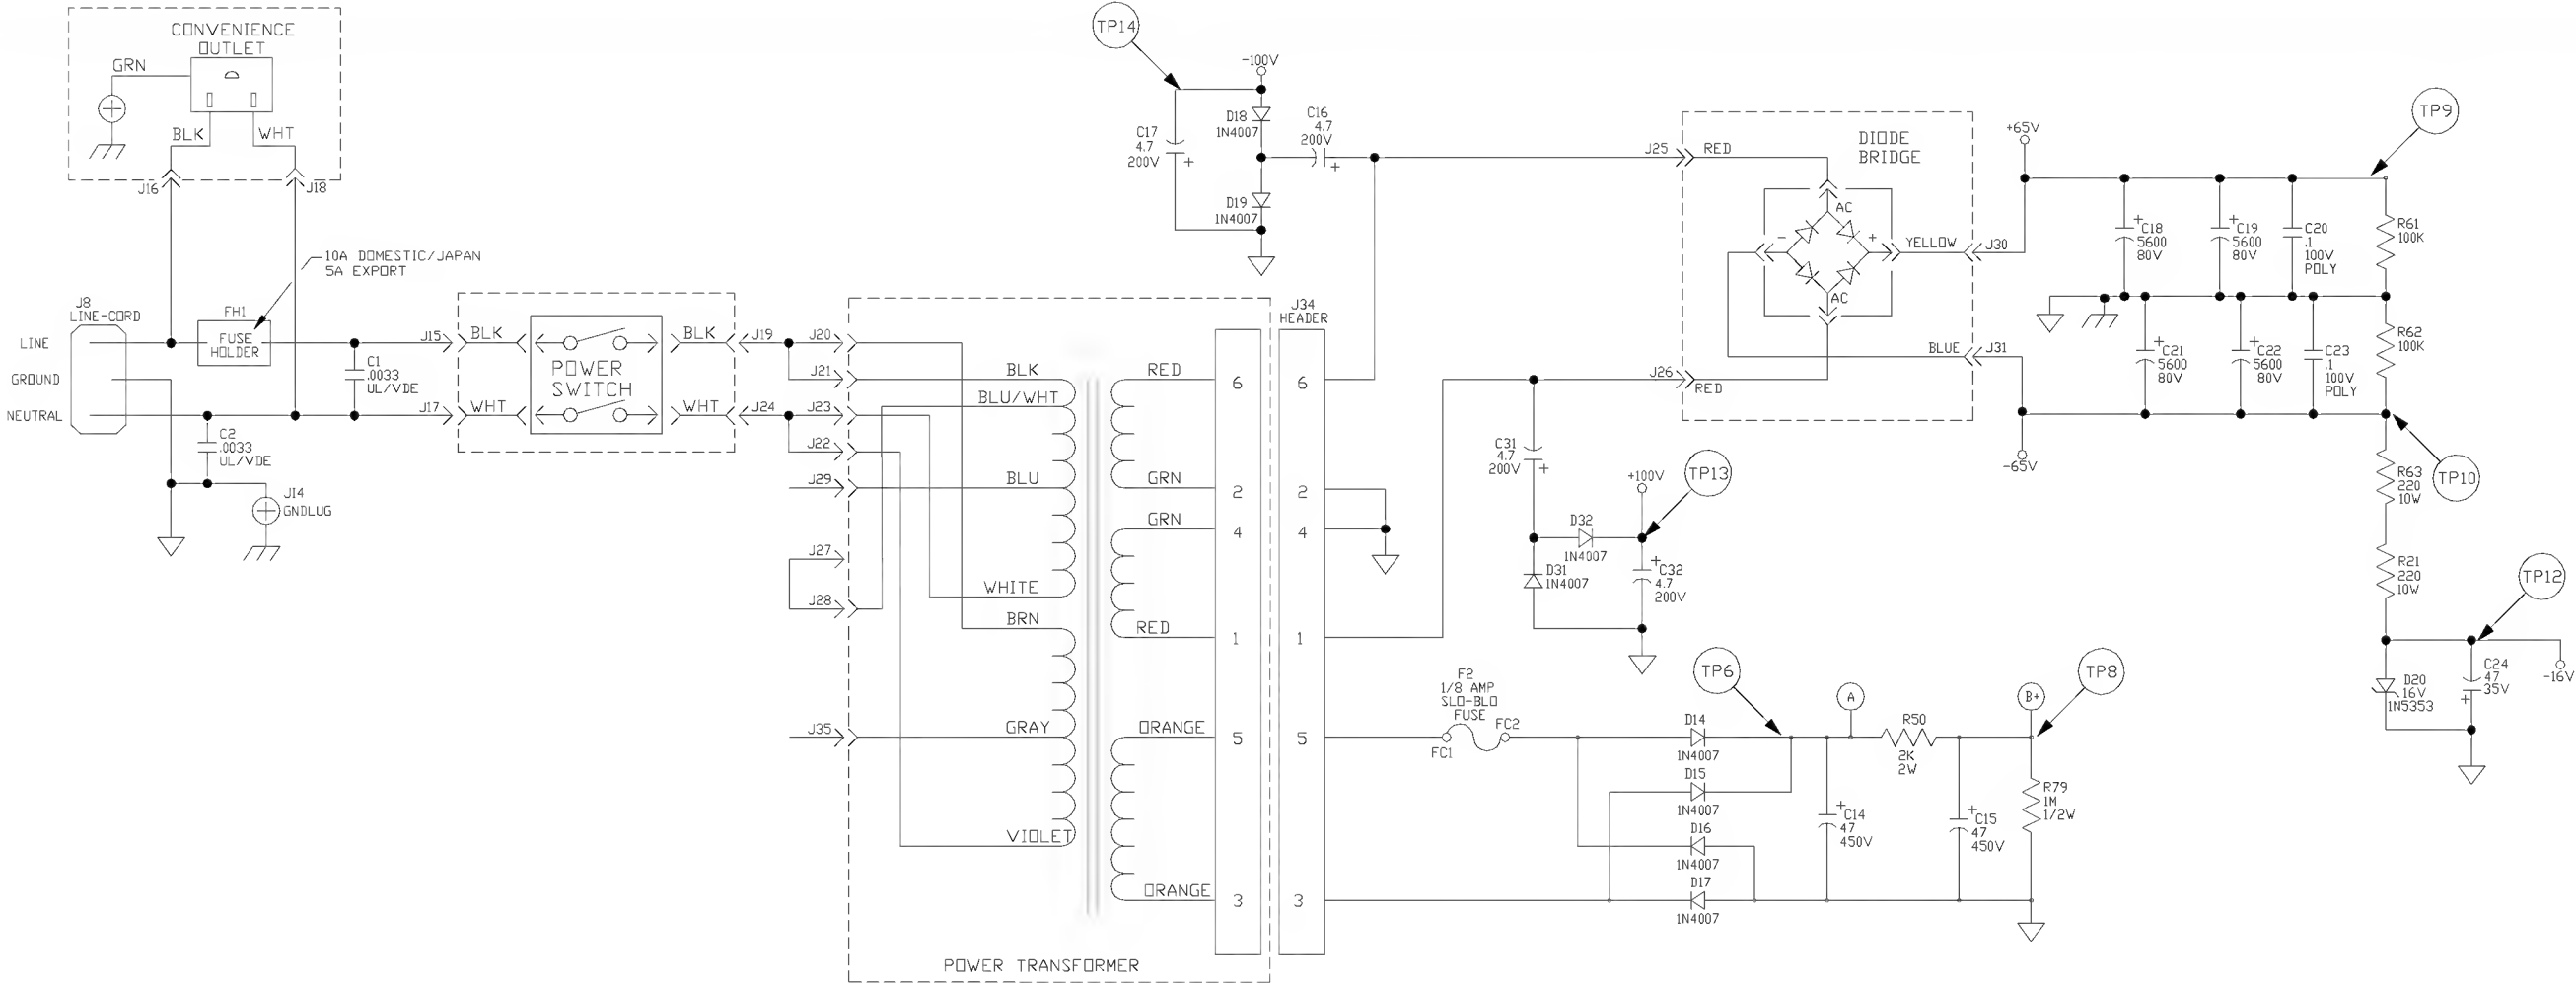 CONVENIENCE
OUTLET
GRN
BLK
WHT
J16
J18
10A DOMESTIC/JAPAN
5A EXPORT
J8
LINE-CORD
LINE
GROUND
NEUTRAL
FH1
FUSE
HOLDER
C1
.0033
UL/VDE
C2
.0033
UL/VDE
J14
GNDLUG
J15
BLK
J17
WHT
POWER
SWITCH
BLK
J19
WHT
J24
J20
J21
J23
J22
J29
J27
J28
J35
BLK
BLU/WHT
BLU
WHITE
BRN
GRAY
VIOLET
RED
GRN
GRN
RED
ORANGE
ORANGE
6
2
4
1
5
3
POWER TRANSFORMER
J34
HEADER
6
2
4
1
5
3
TP14
-100V
C17
4.7
200V
+
D18
1N4007
D19
1N4007
C16
4.7
200V
+
J25
RED
J26
RED
DIODE
BRIDGE
AC
-
+
AC
YELLOW
J30
BLUE
J31
+65V
TP9
+
C18
5600
80V
+
C19
5600
80V
C20
.1
100V
POLY
R61
100K
+
C21
5600
80V
+
C22
5600
80V
C23
.1
100V
POLY
R62
100K
-65V
TP10
R63
220
10W
R21
220
10W
TP12
D20
16V
1N5353
C24
47
35V
+
-16V
C31
4.7
200V
+
+100V
TP13
D32
1N4007
D31
1N4007
+
C32
4.7
200V
F2
1/8 AMP
SLO-BLO
FUSE
FC1
FC2
D14
1N4007
D15
1N4007
D16
1N4007
D17
1N4007
TP6
A
R50
2K
2W
B+
TP8
+
C14
47
450V
+
C15
47
450V
R79
1M
1/2W